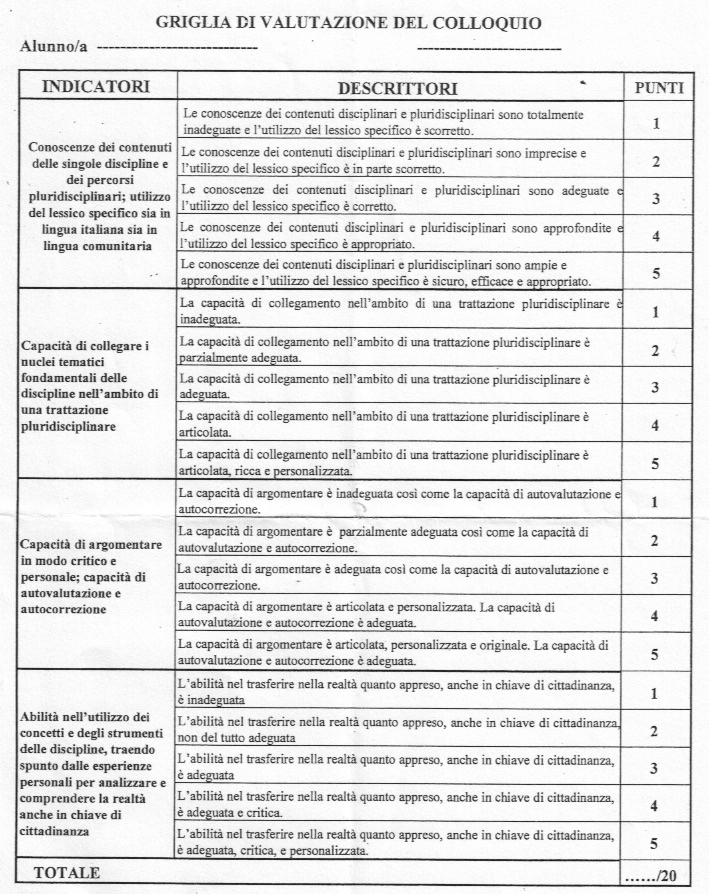 GRIGLIA DI VALUTAZIONE DEL COLLOQUIO
Alunno/a ---------------------------- -------------------------
INDICATORI DESCRITTORI PUNTI
Conoscenze dei contenuti
delle singole discipline e
dei percorsi
pluridisciplinari; utilizzo
del lessico specifico sia in
lingua italiana sia in
lingua comunitaria
Le conoscenze dei contenuti disciplinari e pluridisciplinari sono totalmente
inadeguate e l'utilizzo del lessico specifico è scorretto.
1
Le conoscenze dei contenuti disciplinari e pluridisciplinari sono imprecise e
l'utilizzo del lessico specifico è in parte scorretto.
2
Le conoscenze dei contenuti disciplinari e pluridisciplinari sono adeguate e
l'utilizzo del lessico specifico è corretto.
3
Le conoscenze dei contenuti disciplinari e pluridisciplinari sono approfondite e
l'utilizzo del lessico specifico è appropriato.
4
Le conoscenze dei contenuti disciplinari e pluridisciplinari sono ampie e
approfondite e l'utilizzo del lessico specifico è sicuro, efficace e appropriato.
5
Capacità di collegare i
nuclei tematici
fondamentali delle
discipline nell'ambito di
una trattazione
pluridisciplinare
La capacità di collegamento nell'ambito di una trattazione pluridisciplinare è
inadeguata.
1
La capacità di collegamento nell'ambito di una trattazione pluridisciplinare è
parzialmente adeguata.
2
La capacità di collegamento nell'ambito di una trattazione pluridisciplinare è
adeguata.
3
La capacità di collegamento nell'ambito di una trattazione pluridisciplinare è
articolata.
4
La capacità di collegamento nell'ambito di una trattazione pluridisciplinare è
articolata, ricca e personalizzata.
5
Capacità di argomentare
in modo critico e
personale; capacità di
autovalutazione e
autocorrezione
La capacità di argomentare è inadeguata così come la capacità di autovalutazione e
autocorrezione.
1
La capacità di argomentare è parzialmente adeguata così come la capacità di
autovalutazione e autocorrezione.
2
La capacità di argomentare è adeguata così come la capacità di autovalutazione e
autocorrezione.
3
La capacità di argomentare è articolata e personalizzata. La capacità di
autovalutazione e autocorrezione è adeguata.
4
La capacità di argomentare è articolata, personalizzata e originale. La capacità di
autovalutazione e autocorrezione è adeguata.
5
Abilità nell'utilizzo dei
concetti e degli strumenti
delle discipline, traendo
spunto dalle esperienze
personali per analizzare e
comprendere la realtà
anche in chiave di
cittadinanza
L'abilità nel trasferire nella realtà quanto appreso, anche in chiave di cittadinanza,
è inadeguata
1
L'abilità nel trasferire nella realtà quanto appreso, anche in chiave di cittadinanza,
non del tutto adeguata
2
L'abilità nel trasferire nella realtà quanto appreso, anche in chiave di cittadinanza,
è adeguata
3
L'abilità nel trasferire nella realtà quanto appreso, anche in chiave di cittadinanza,
è adeguata e critica.
4
L'abilità nel trasferire nella realtà quanto appreso, anche in chiave di cittadinanza,
è adeguata, critica, e personalizzata.
5
TOTALE ……/20